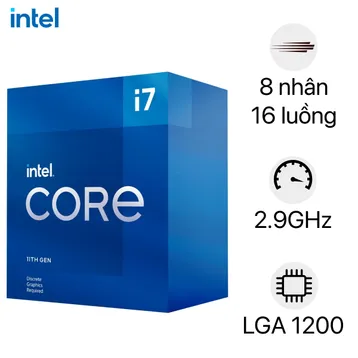 intel
i7
intel.
CORE
11TH GEN
Discrete
Graphics
Required
8 nhân
16 luồng
2.9GHz
LGA 1200